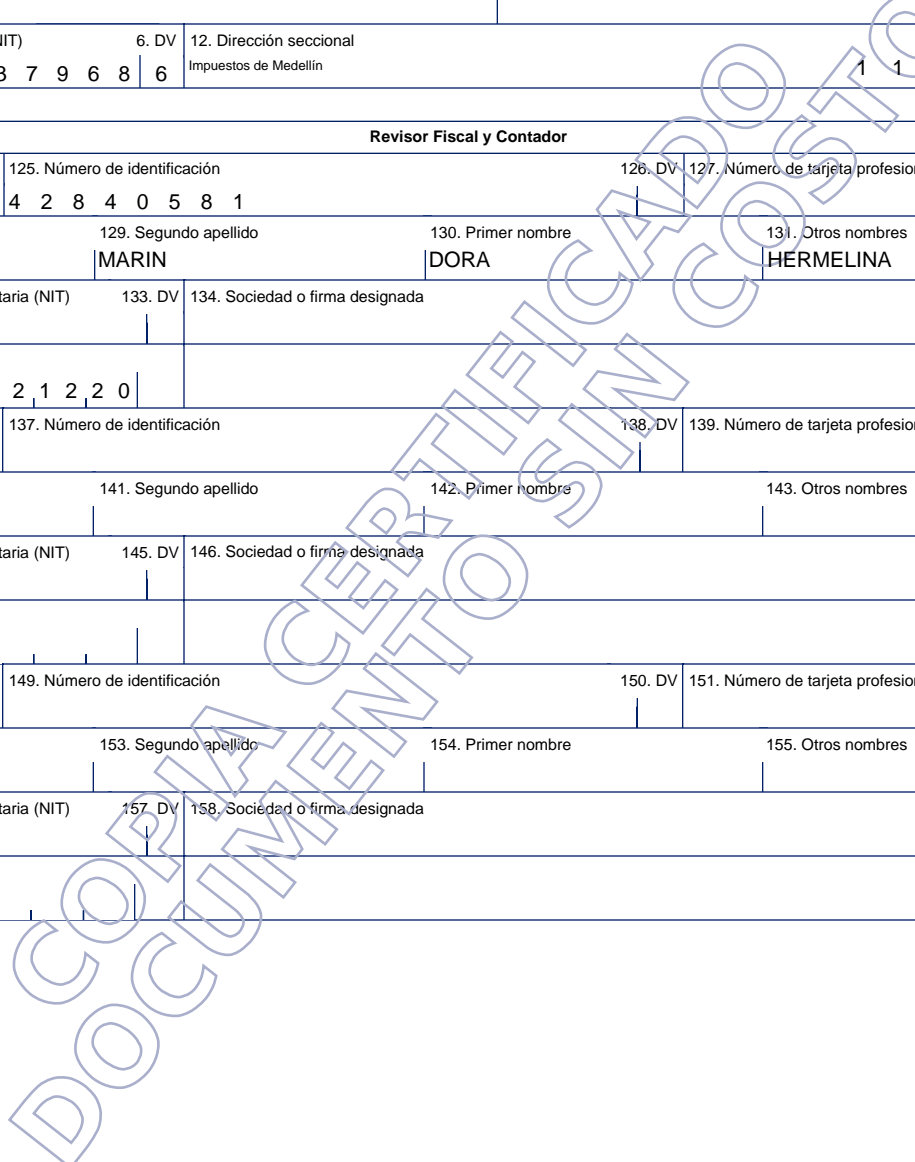 IIT) 6. DV 12. Dirección seccional
8 7 9 6 8 6 Impuestos de Medellín 1 1
Revisor Fiscal y Contador
125. Número de identificación 126. DV 127. Número de tarjeta profesion
4 2 8 4 0 5 8 1
129. Segundo apellido 130. Primer nombre 131. Otros nombres
MARIN DORA HERMELINA
taria (NIT) 133. DV 134. Sociedad o firma designada
2 1 2 2 0
137. Número de identificación 138. DV 139. Número de tarjeta profesion
141. Segundo apellido 142. Primer nombre 143. Otros nombres
taria (NIT) 145. DV 146. Sociedad o firma designada
149. Número de identificación 150. DV 151. Número de tarjeta profesion
153. Segundo apellido 154. Primer nombre 155. Otros nombres
taria (NIT) 157. DV 158. Sociedad o firma designada
COPIA CERTIFICADO
DOCUMENTO SIN COSTO